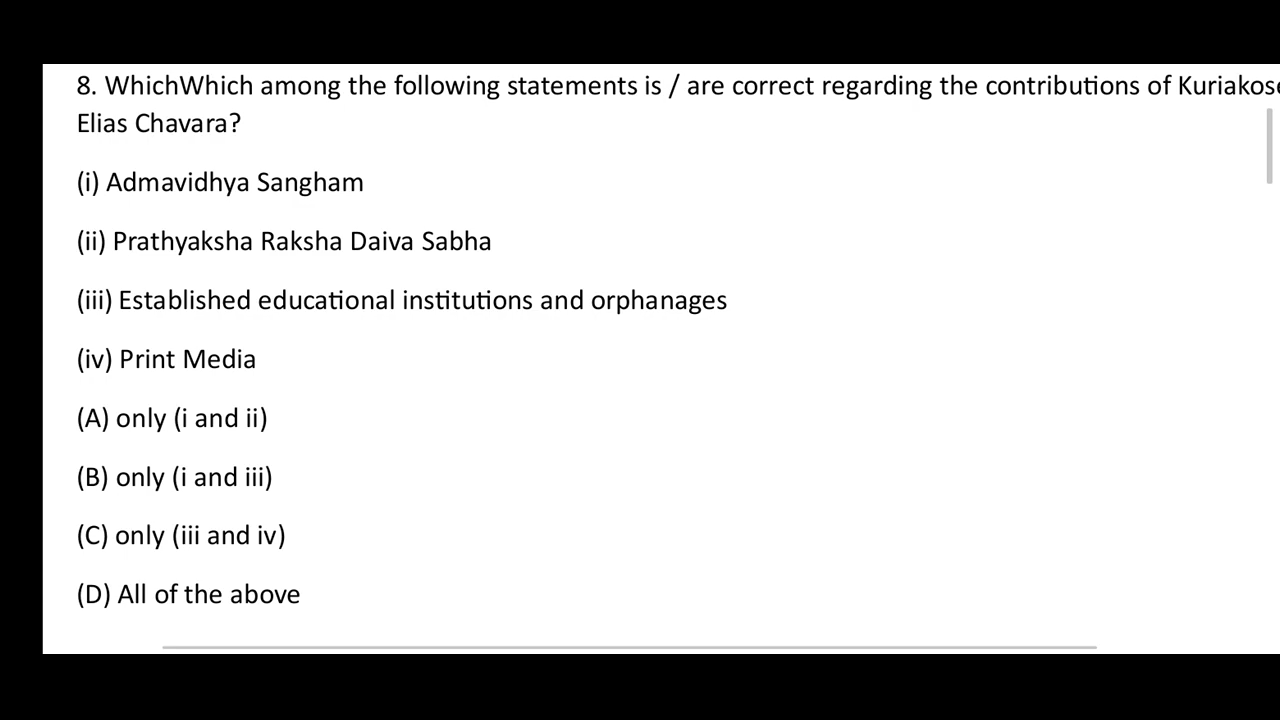 8. WhichWhich among the following statements is / are correct regarding the contributions of Kuriakose
Elias Chavara?
(i) Admavidhya Sangham
(ii) Prathyaksha Raksha Daiva Sabha
(iii) Established educational institutions and orphanages
(iv) Print Media
(A) only (i and ii)
(B) only (i and iii)
(C) only (iii and iv)
(D) All of the above